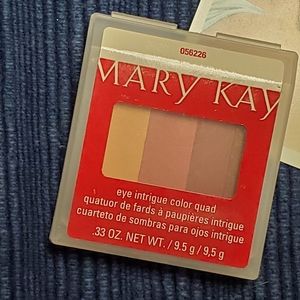 056226
MARY KAY
eye intrigue color quad
quatuor de fards à paupières intrigue
cuarteto de sombras para ojos intrigue
.33 OZ. NET WT. / 9.5 g / 9,5 g